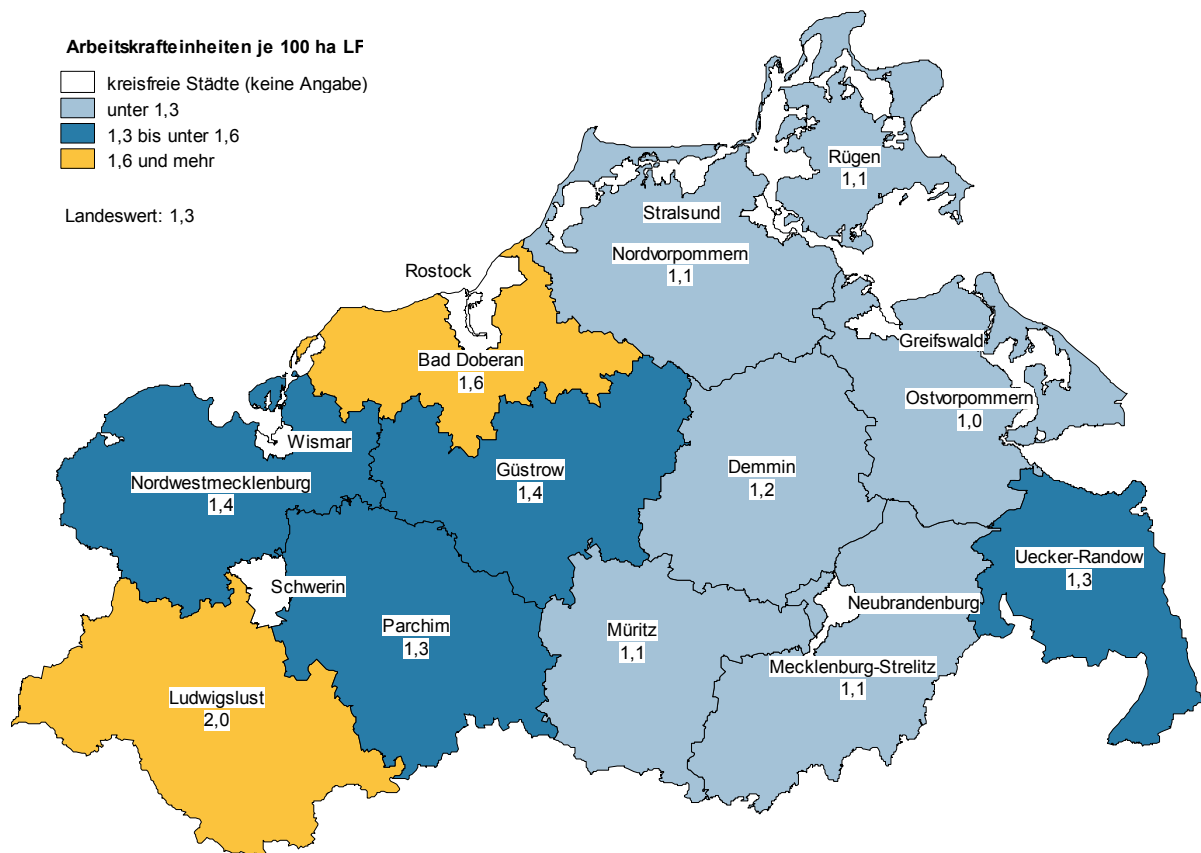 Arbeitskrafteinheiten je 100 ha LF
kreisfreie Städte (keine Angabe)
unter 1,3
1,3 bis unter 1,6
1,6 und mehr
Landeswert: 1,3
Rügen
1,1
Stralsund
Nordvorpommern
1,1
Rostock
Greifswald
Bad Doberan
1,6
Ostvorpommern
1,0
Wismar
Nordwestmecklenburg
1,4
Güstrow
1,4
Demmin
1,2
Uecker-Randow
1,3
Schwerin
Neubrandenburg
Parchim
1,3
Müritz
1,1
Mecklenburg-Strelitz
1,1
Ludwigslust
2,0